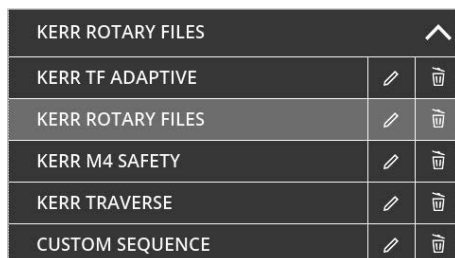 KERR ROTARY FILES
KERR TF ADAPTIVE
KERR ROTARY FILES
KERR M4 SAFETY
KERR TRAVERSE
CUSTOM SEQUENCE